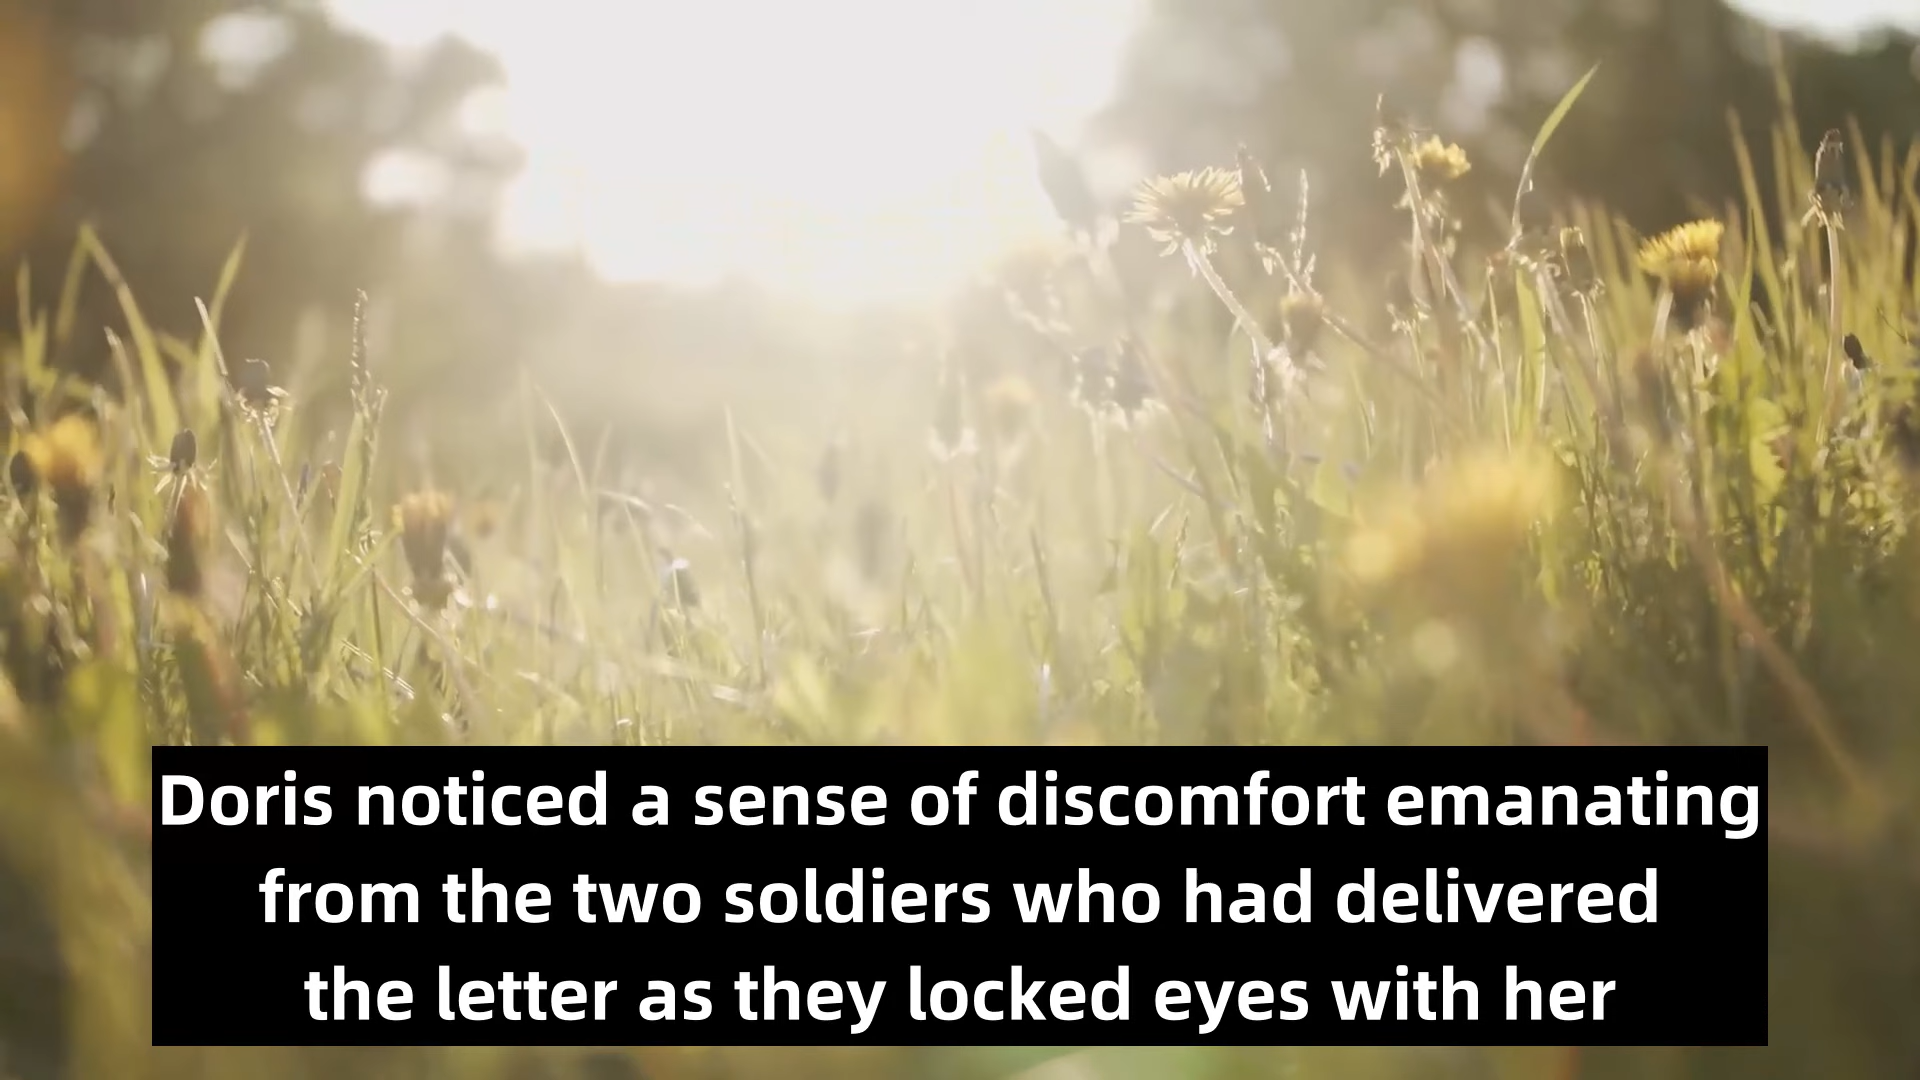 Doris noticed a sense of discomfort emanating
from the two soldiers who had delivered
the letter as they locked eyes with her